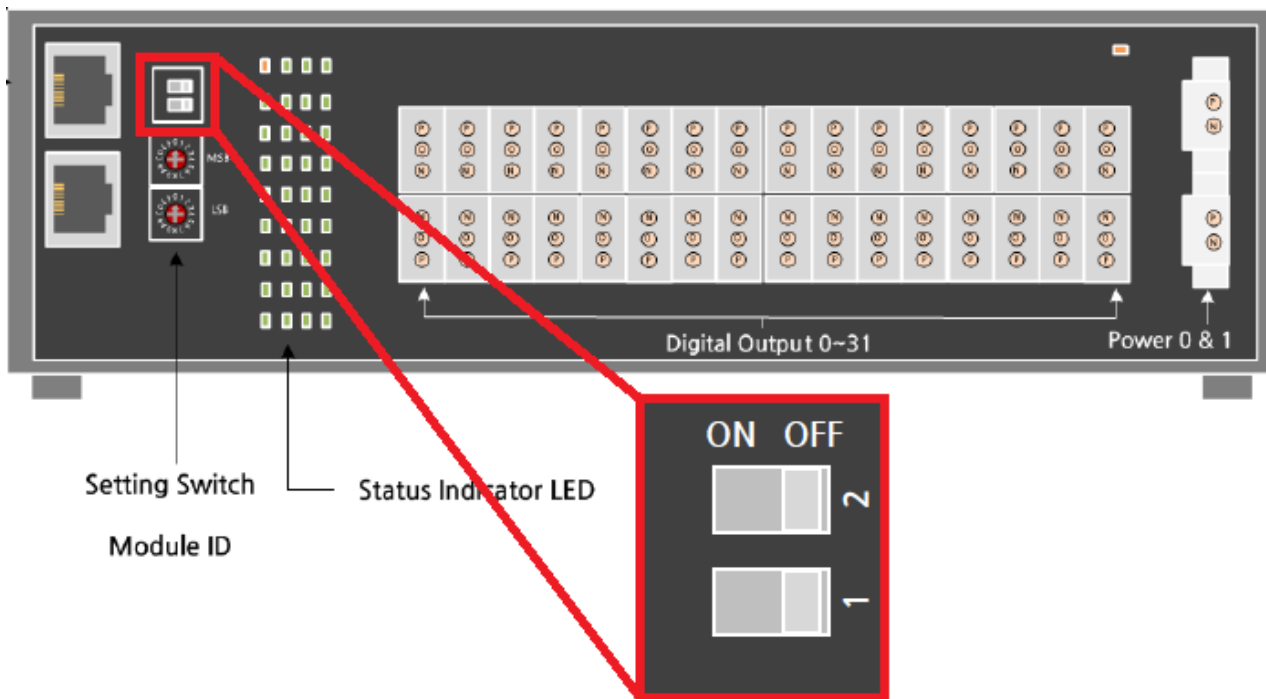 MSB
LSB
P P P P P P P P P P P P P P P P
O O O O O O O O O O O O O O O O
N N N N N N N N N N N N N N N N
N N N N N N N N N N N N N N N N
O O O O O O O O O O O O O O O O
P P P P P P P P P P P P P P P P
P
N
P
N
Digital Output 0~31
Power 0 & 1
Setting Switch
Module ID
Status Indicator LED
ON OFF
2
1